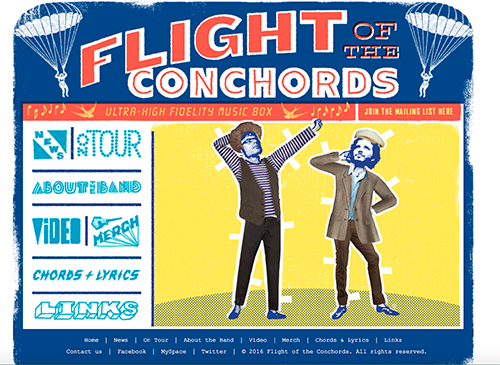 FLIGHT OF THE
CONCHORDS
ULTRA-HIGH FIDELITY MUSIC BOX
JOIN THE MAILING LIST HERE
NEWS
ON TOUR
ABOUT THE BAND
VIDEO
MERCH
CHORDS + LYRICS
LINKS
Home | News | On Tour | About the Band | Video | Merch | Chords & Lyrics | Links
Contact us | Facebook | MySpace | Twitter | © 2016 Flight of the Conchords. All rights reserved.